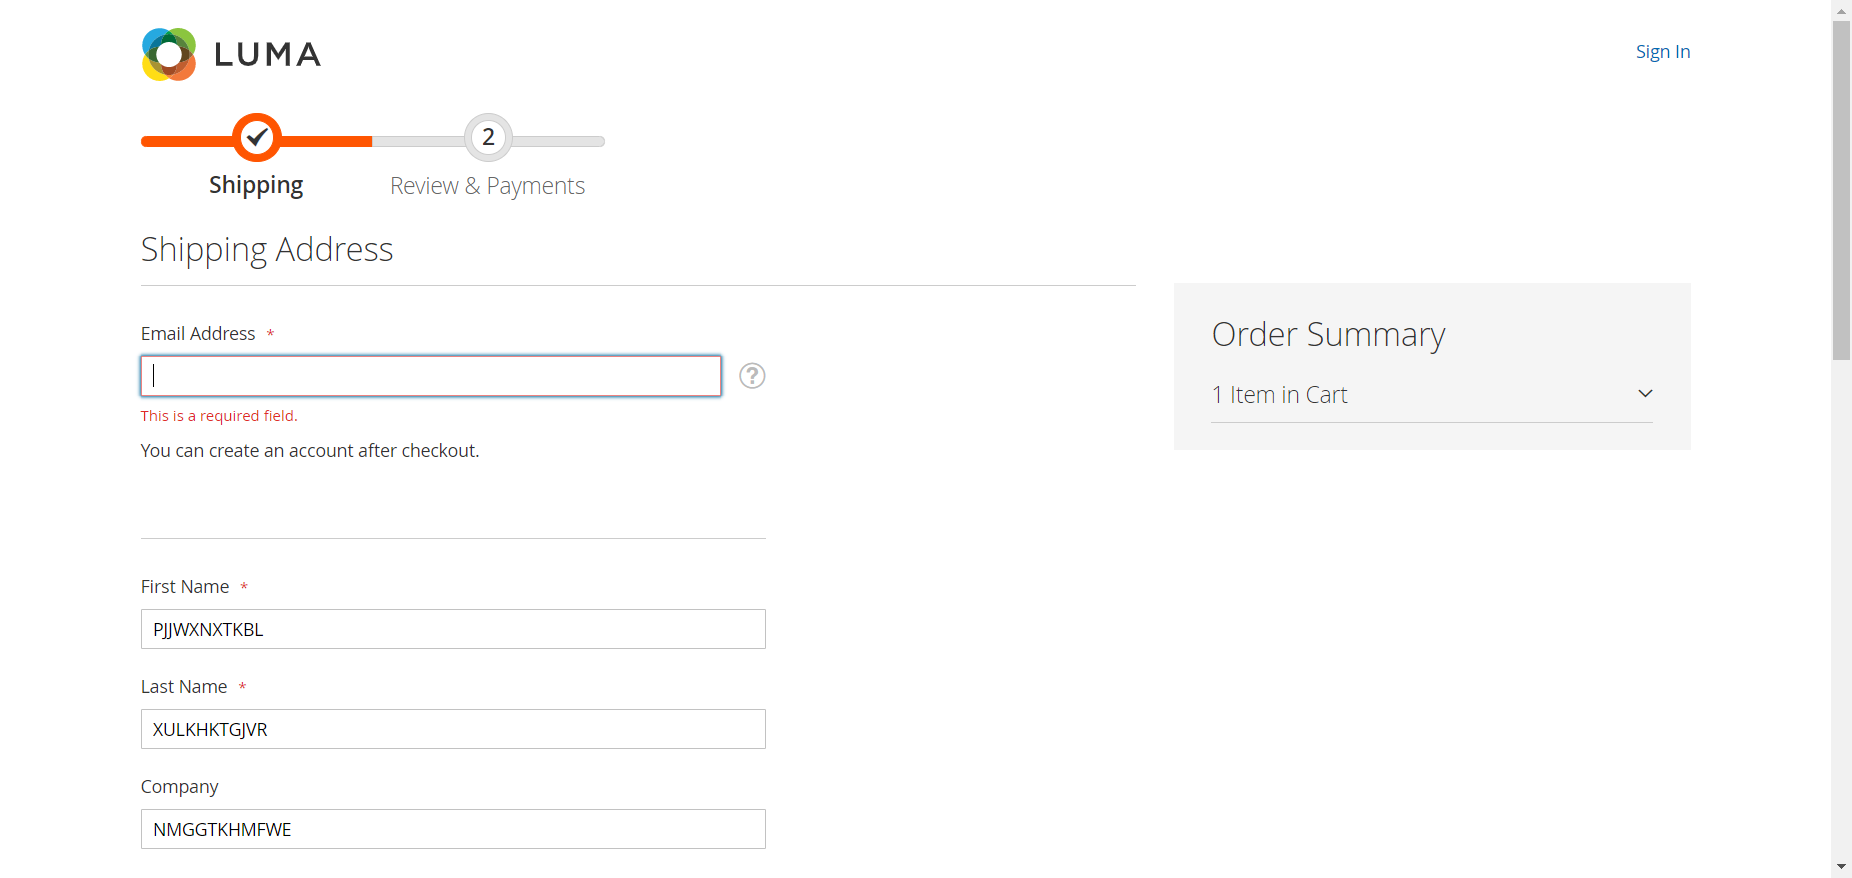 LUMA
Sign In
2
Shipping
Review & Payments
Shipping Address
Email Address *
?
This is a required field.
You can create an account after checkout.
Order Summary
1 Item in Cart
First Name *
PJJWXNXTKBL
Last Name *
XULKHKTGJVR
Company
NMGGTKHMFWE